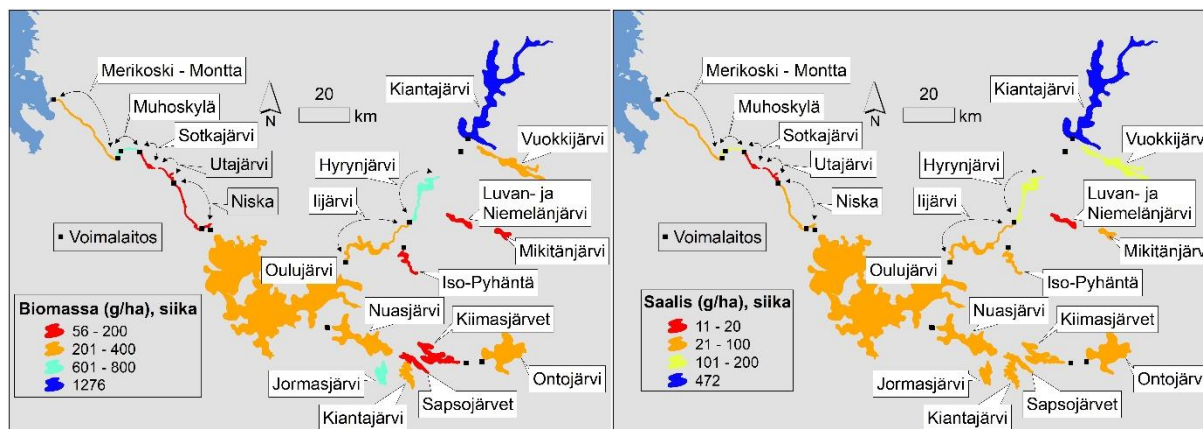 Merikoski - Montta
Muhoskylä
Sotkajärvi
Utajärvi
Niska
N
20
km
Kiantajärvi
Vuokkijärvi
Hyrynjärvi
Luvan- ja
Niemelänjärvi
Iijärvi
Mikitänjärvi
Voimalaitos
Oulujärvi
Iso-Pyhäntä
Biomassa (g/ha), siika
56 - 200
201 - 400
601 - 800
1276
Nuasjärvi
Kiimasjärvet
Jormasjärvi
Ontojärvi
Kiantajärvi
Sapsojärvet
Merikoski - Montta
Muhoskylä
Sotkajärvi
Utajärvi
Niska
N
20
km
Kiantajärvi
Vuokkijärvi
Hyrynjärvi
Luvan- ja
Niemelänjärvi
Iijärvi
Mikitänjärvi
Voimalaitos
Oulujärvi
Iso-Pyhäntä
Saalis (g/ha), siika
11 - 20
21 - 100
101 - 200
472
Nuasjärvi
Kiimasjärvet
Jormasjärvi
Ontojärvi
Kiantajärvi
Sapsojärvet